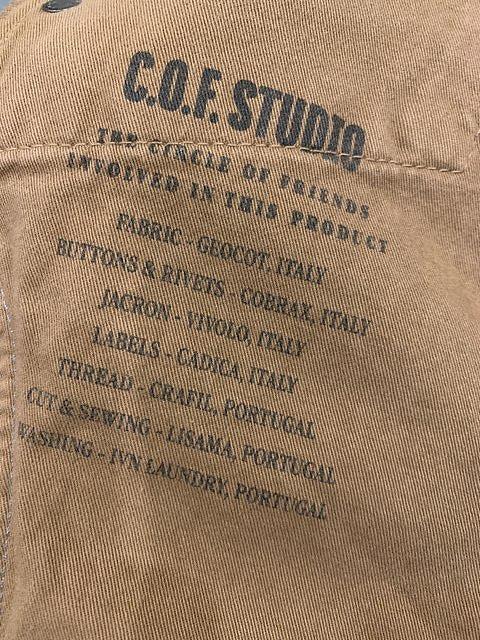 C.O.F. STUDIO
THE CIRCLE OF FRIENDS
INVOLVED IN THIS PRODUCT
FABRIC - GEOCOT, ITALY
BUTTONS & RIVETS - COBRAX, ITALY
JACRON - VIVOLO, ITALY
LABELS - CADICA, ITALY
THREAD - CRAFIL, PORTUGAL
CUT & SEWING - LISAMA, PORTUGAL
WASHING - IVN LAUNDRY, PORTUGAL